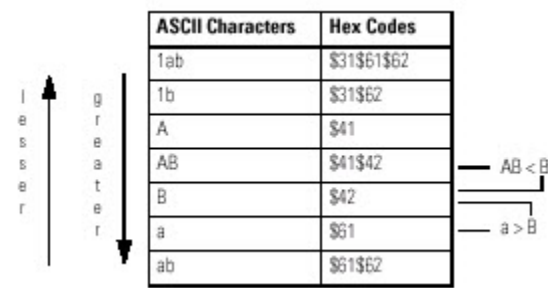 ASCII Characters Hex Codes
1ab $31$61$62
1b $31$62
A $41
AB $41$42
B $42
a $61
ab $61$62
lesser
greater
AB < B
a > B